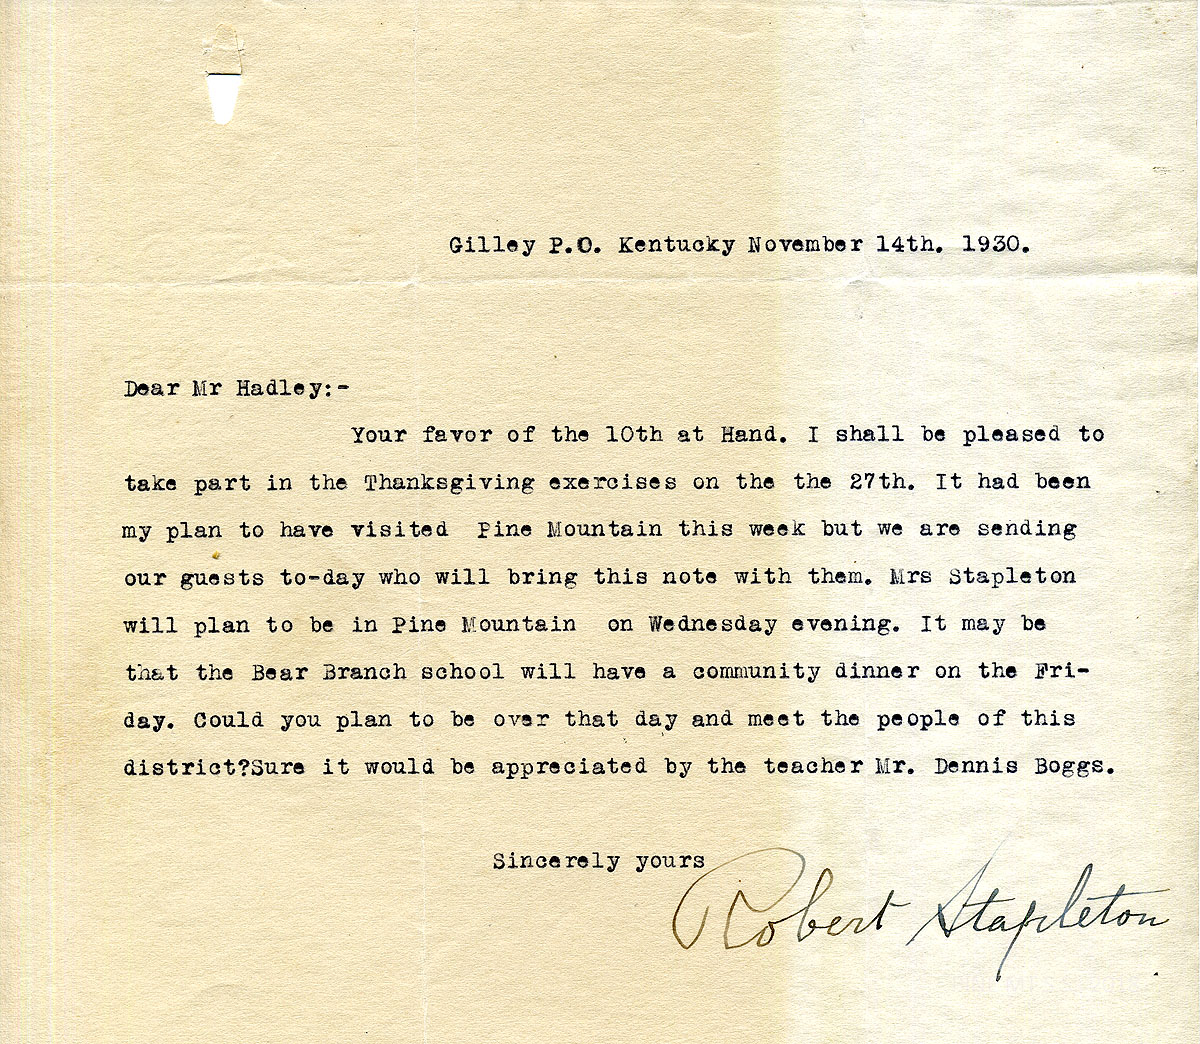 Gilley P.O. Kentucky November 14th. 1930.
Dear Mr Hadley:-
Your favor of the 10th at Hand. I shall be pleased to
take part in the Thanksgiving exercises on the the 27th. It had been
my plan to have visited Pine Mountain this week but we are sending
our guests to-day who will bring this note with them. Mrs Stapleton
will plan to be in Pine Mountain on Wednesday evening. It may be
that the Bear Branch school will have a community dinner on the Fri-
day. Could you plan to be over that day and meet the people of this
district?Sure it would be appreciated by the teacher Mr. Dennis Boggs.
Sincerely yours
Robert Stapleton